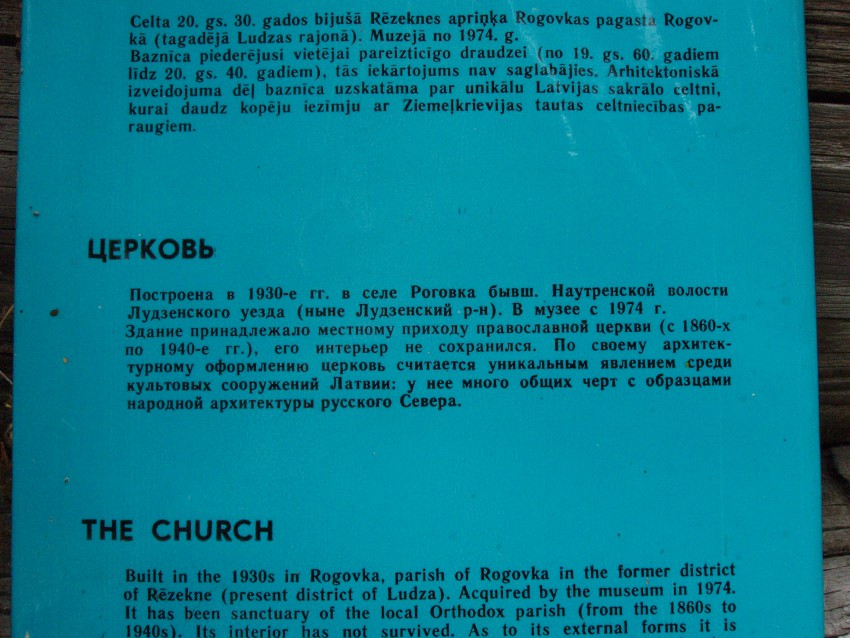 Celta 20. gs. 30. gados bijušā Rēzeknes apriņķa Rogovkas pagasta Rogov-
kā (tagadējā Ludzas rajonā). Muzejā no 1974. g.
Baznīca piederējusi vietējai pareizticīgo draudzei (no 19. gs. 60. gadiem
līdz 20. gs. 40. gadiem), tās iekārtojums nav saglabājies. Arhitektoniskā
izveidojuma dēļ baznīca uzskatāma par unikālu Latvijas sakrālo celtni,
kurai daudz kopēju iezīmju ar Ziemeļkrievijas tautas celtniecības pa-
raugiem.
ЦЕРКОВЬ
Построена в 1930-е гг. в селе Роговка бывш. Наутренской волости
Лудзенского уезда (ныне Лудзенский р-н). В музее с 1974 г.
Здание принадлежало местному приходу православной церкви (с 1860-х
по 1940-е гг.), его интерьер не сохранился. По своему архитек-
турному оформлению церковь считается уникальным явлением среди
культовых сооружений Латвии: у нее много общих черт с образцами
народной архитектуры русского Севера.
THE CHURCH
Built in the 1930s in Rogovka, parish of Rogovka in the former district
of Rēzekne (present district of Ludza). Acquired by the museum in 1974.
It has been sanctuary of the local Orthodox parish (from the 1860s to
1940s). Its interior has not survived. As to its external forms it is